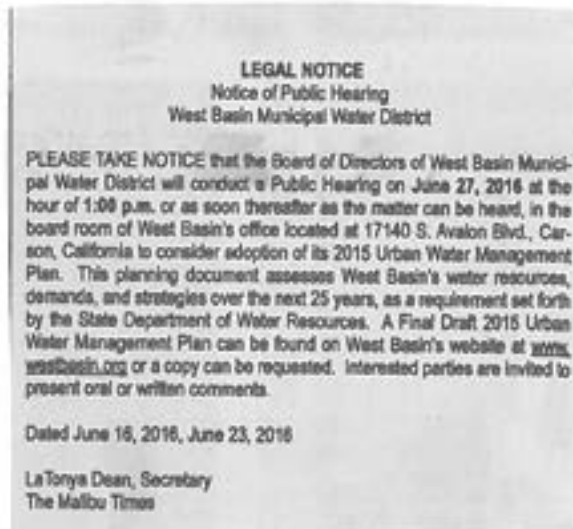 LEGAL NOTICE
Notice of Public Hearing
West Basin Municipal Water District
PLEASE TAKE NOTICE that the Board of Directors of West Basin Munici-
pal Water District will conduct a Public Hearing on June 27, 2016 at the
hour of 1:00 p.m. or as soon thereafter as the matter can be heard, in the
board room of West Basin's office located at 17140 S. Avalon Blvd., Car-
son, California to consider adoption of its 2015 Urban Water Management
Plan. This planning document assesses West Basin's water resources,
demands, and strategies over the next 25 years, as a requirement set forth
by the State Department of Water Resources. A Final Draft 2015 Urban
Water Management Plan can be found on West Basin's website at www.
westbasin.org or a copy can be requested. Interested parties are invited to
present oral or written comments.
Dated June 16, 2016, June 23, 2016
LaTonya Dean, Secretary
The Malibu Times